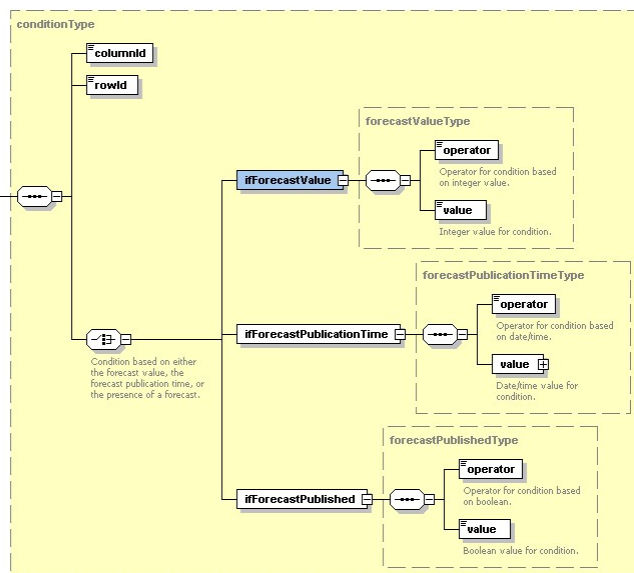 conditionType
columnId
rowId
forecastValueType
operator
Operator for condition based
on integer value.
ifForecastValue
value
Integer value for condition.
forecastPublicationTimeType
operator
Operator for condition based
on date/time.
ifForecastPublicationTime
value
Date/time value for
condition.
Condition based on either
the forecast value, the
forecast publication time, or
the presence of a forecast.
forecastPublishedType
operator
Operator for condition based
on boolean.
ifForecastPublished
value
Boolean value for condition.